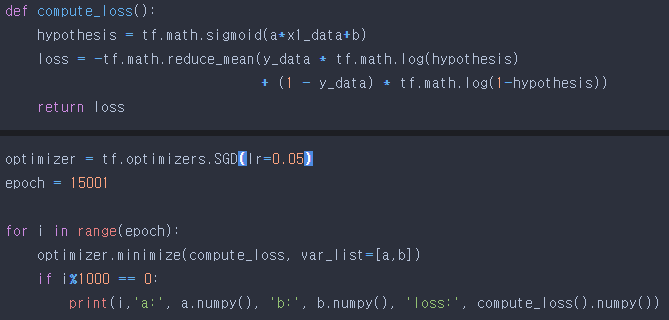 def compute_loss():
    hypothesis = tf.math.sigmoid(a*x1_data+b)
    loss = -tf.math.reduce_mean(y_data * tf.math.log(hypothesis)
                                + (1 - y_data) * tf.math.log(1-hypothesis))
    return loss
optimizer = tf.optimizers.SGD(lr=0.05)
epoch = 15001
for i in range(epoch):
    optimizer.minimize(compute_loss, var_list=[a,b])
    if i%1000 == 0:
        print(i,'a:', a.numpy(), 'b:', b.numpy(), 'loss:', compute_loss().numpy())